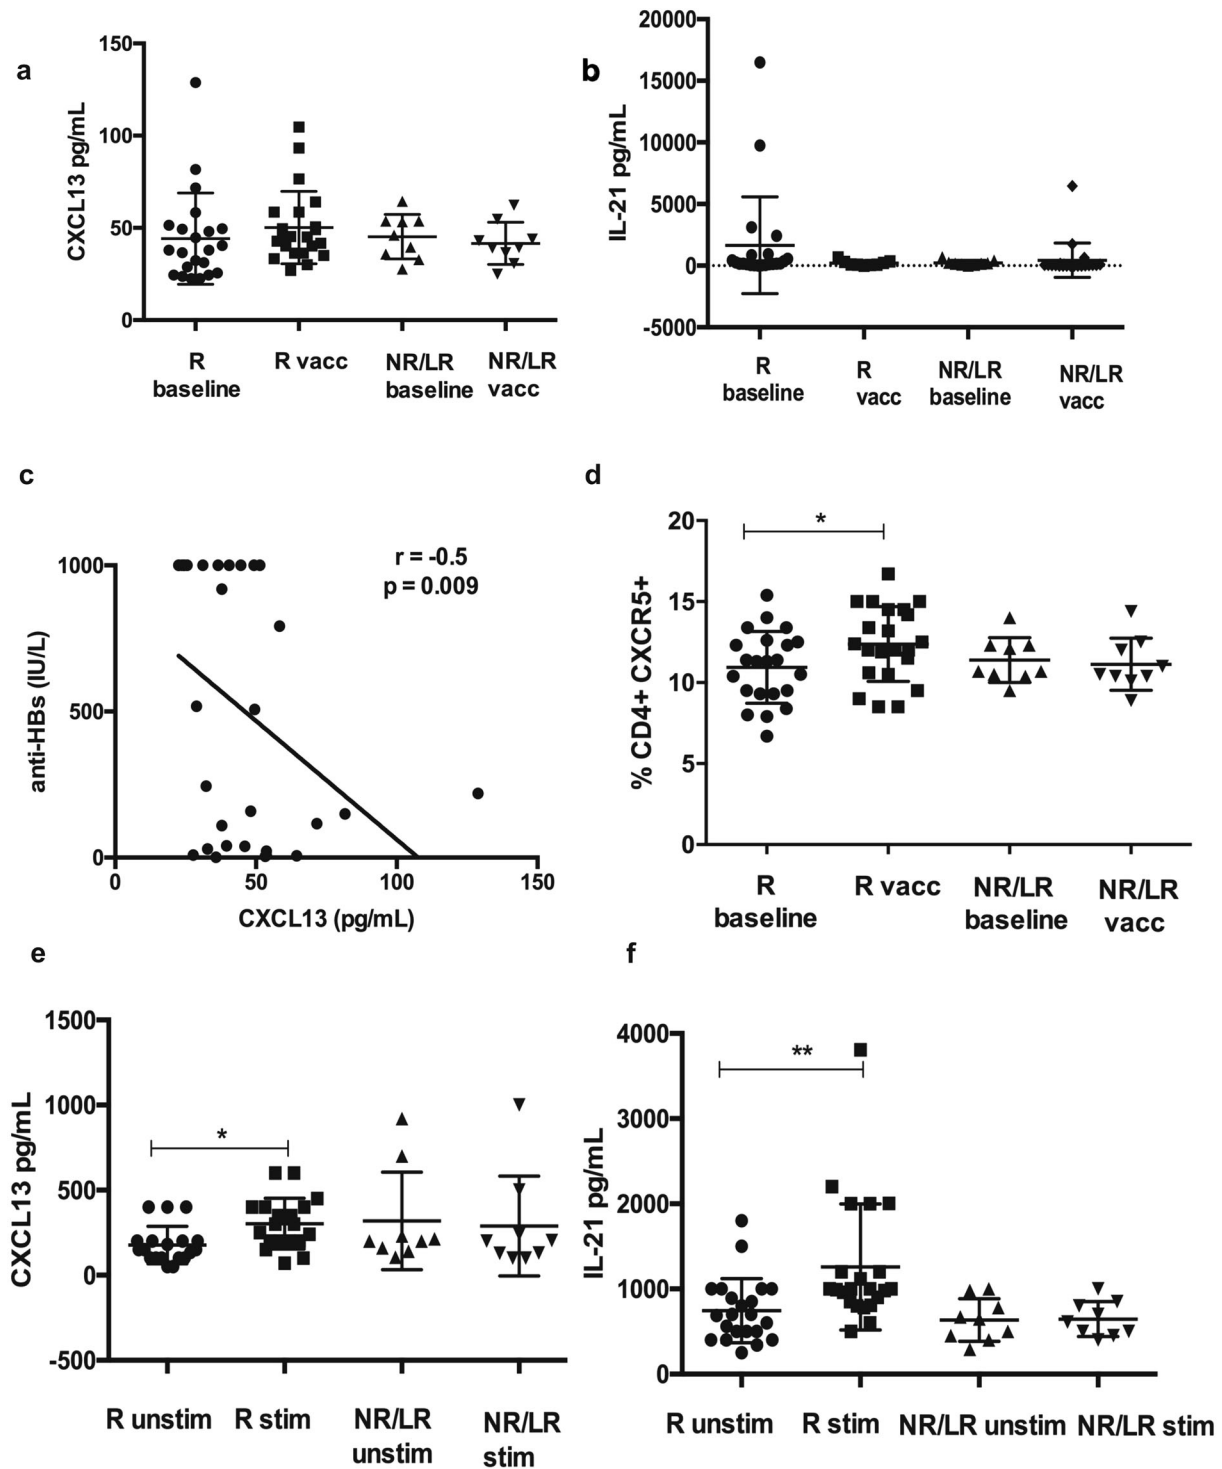 a
150
100
50
0
CXCL13 pg/mL
R
baseline
R vacc
NR/LR
baseline
NR/LR
vacc
b
20000
15000
10000
5000
0
-5000
IL-21 pg/mL
R
baseline
R
vacc
NR/LR
baseline
NR/LR
vacc
c
1000
500
0
anti-HBs (IU/L)
r = -0.5
p = 0.009
0
50
100
150
CXCL13 (pg/mL)
d
20
15
10
5
0
% CD4+ CXCR5+
*
R
baseline
R vacc
NR/LR
baseline
NR/LR
vacc
e
1500
1000
500
0
-500
CXCL13 pg/mL
*
R unstim
R stim
NR/LR
unstim
NR/LR
stim
f
4000
3000
2000
1000
0
IL-21 pg/mL
**
R unstim
R stim
NR/LR unstim
NR/LR stim